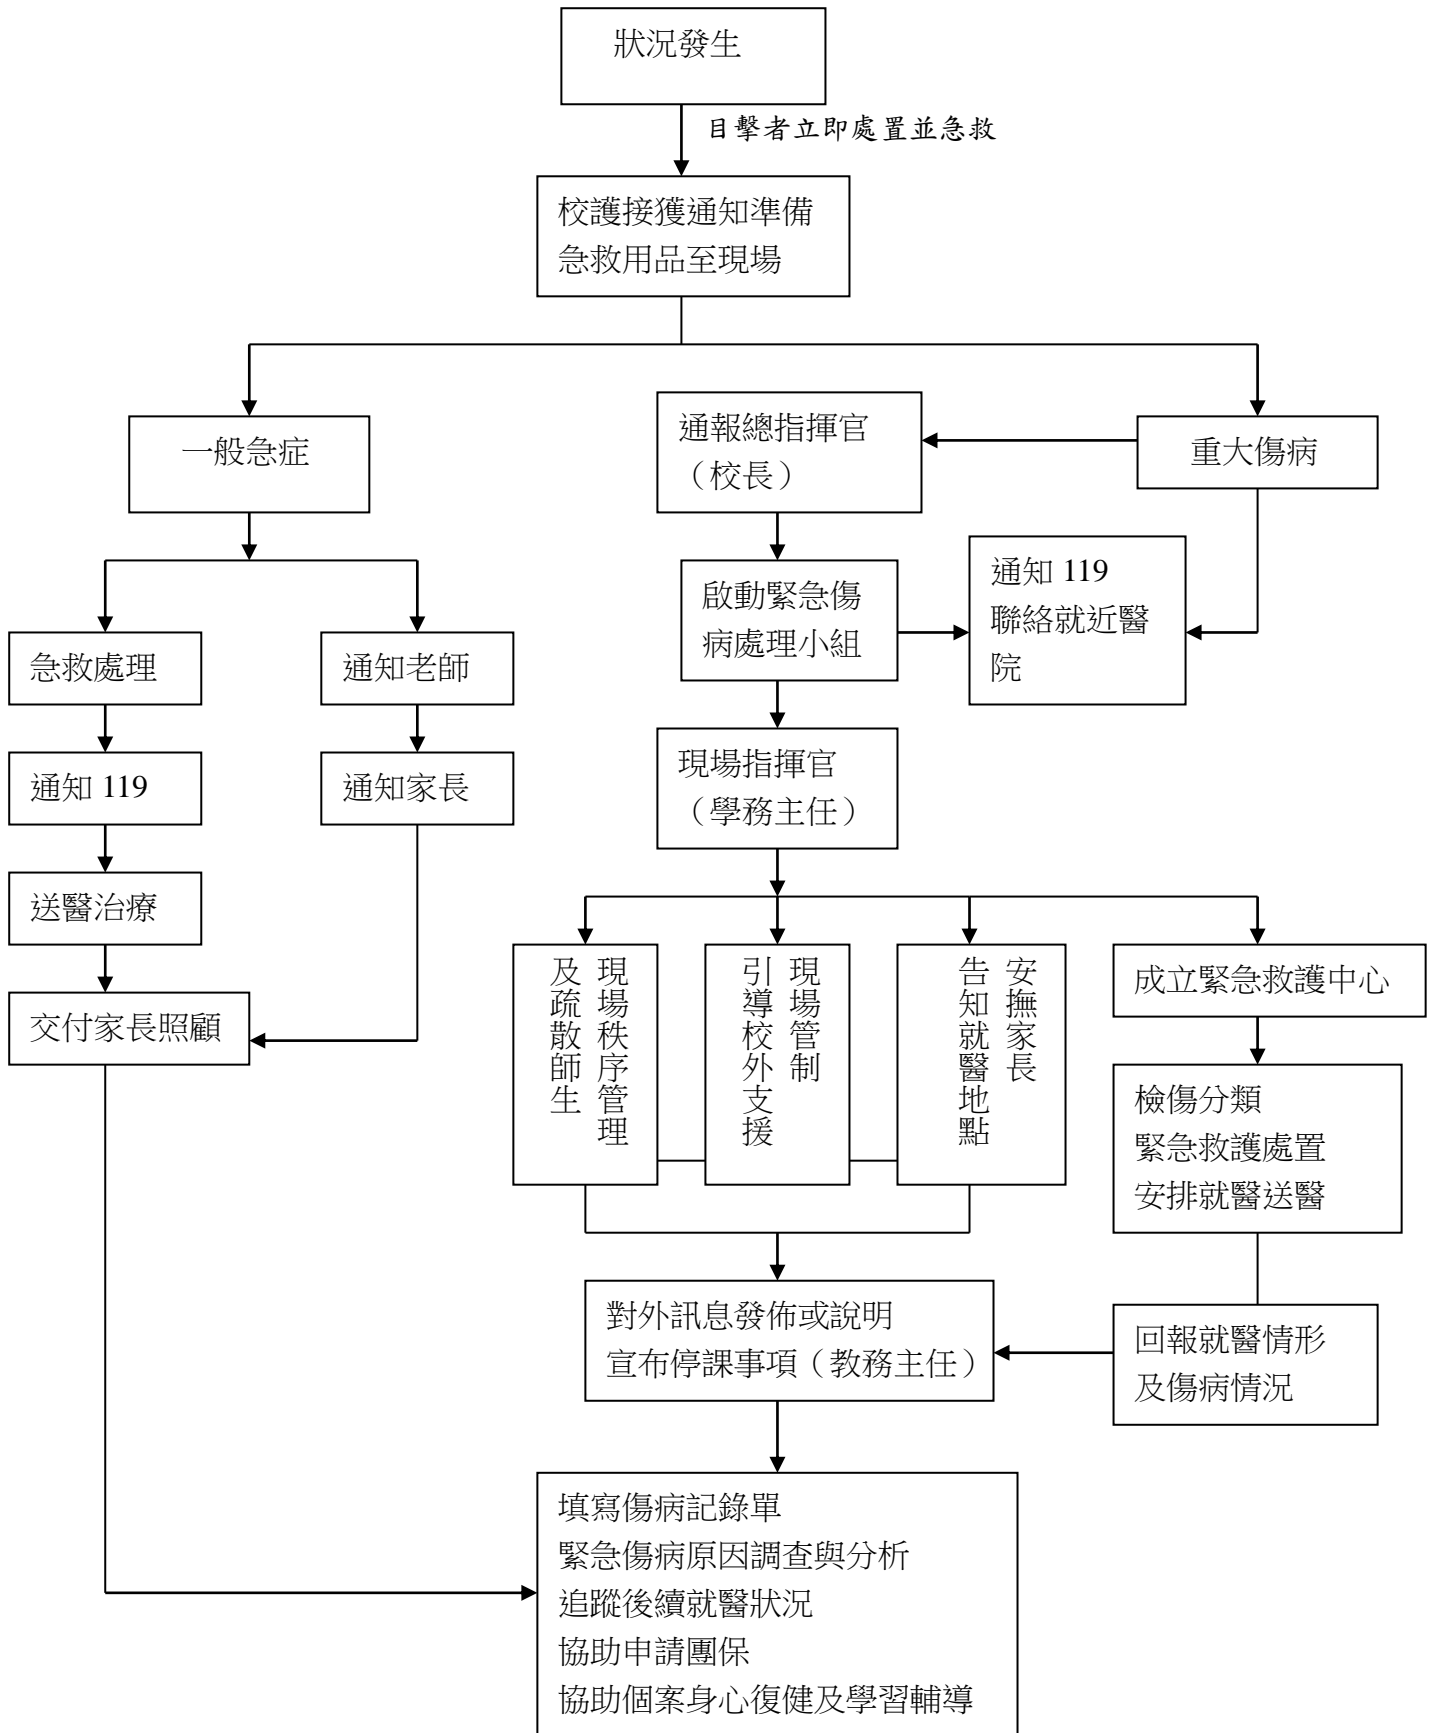 狀況發生
目擊者立即處置並急救
校護接獲通知準備
急救用品至現場
一般急症
通報總指揮官
（校長）
重大傷病
啟動緊急傷
病處理小組
通知 119
聯絡就近醫
院
急救處理
通知老師
現場指揮官
（學務主任）
通知 119
通知家長
送醫治療
交付家長照顧
現場秩序管理
及疏散師生
現場管制
引導校外支援
安撫家長
告知就醫地點
成立緊急救護中心
檢傷分類
緊急救護處置
安排就醫送醫
對外訊息發佈或說明
宣布停課事項（教務主任）
回報就醫情形
及傷病情況
填寫傷病記錄單
緊急傷病原因調查與分析
追蹤後續就醫狀況
協助申請團保
協助個案身心復健及學習輔導